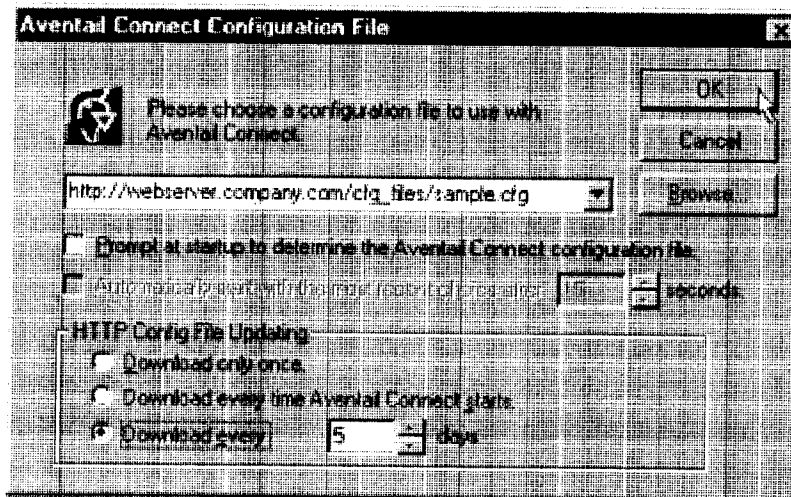 Aventail Connect Configuration File
Please choose a configuration file to use with
Aventail Connect.
OK
Cancel
http://webserver.company.com/cfg_files/sample.cfg
Browse...
Prompt at startup to determine the Aventail Connect configuration file.
seconds.
HTTP Config File Updating
Download only once.
Download every time Aventail Connect starts.
Download every
5
days